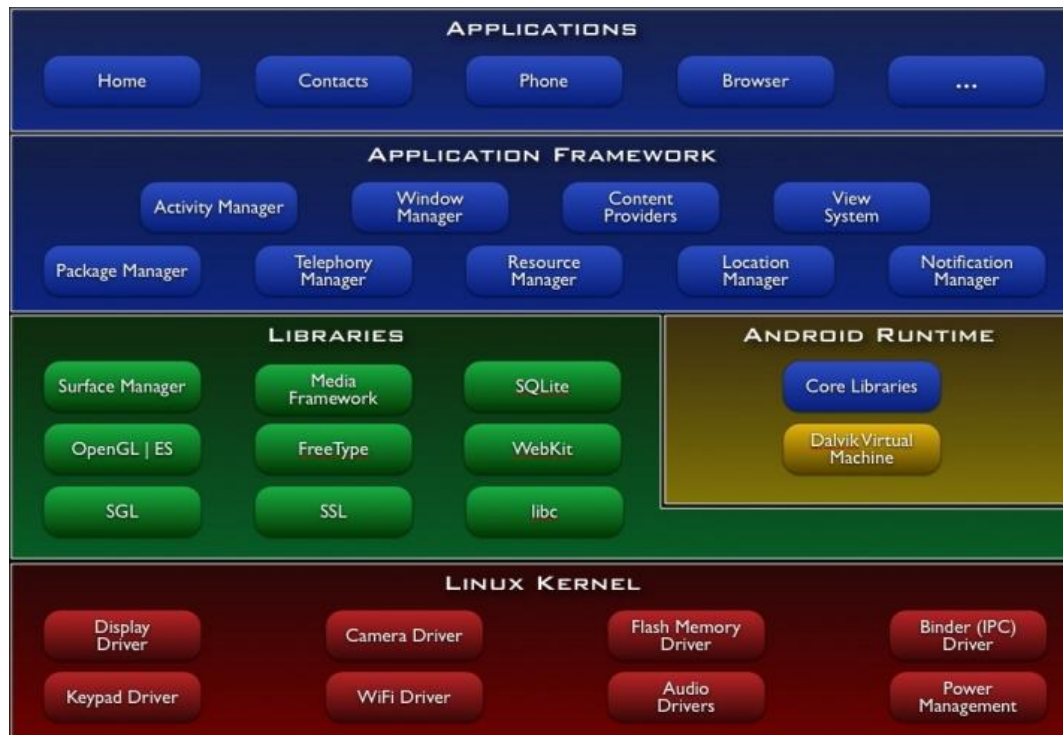 APPLICATIONS
Home
Contacts
Phone
Browser
...
APPLICATION FRAMEWORK
Activity Manager
Window
Manager
Content
Providers
View
System
Package Manager
Telephony
Manager
Resource
Manager
Location
Manager
Notification
Manager
LIBRARIES
Surface Manager
Media
Framework
SQLite
OpenGL | ES
FreeType
WebKit
SGL
SSL
libc
ANDROID RUNTIME
Core Libraries
Dalvik Virtual
Machine
LINUX KERNEL
Display
Driver
Camera Driver
Flash Memory
Driver
Binder (IPC)
Driver
Keypad Driver
WiFi Driver
Audio
Drivers
Power
Management